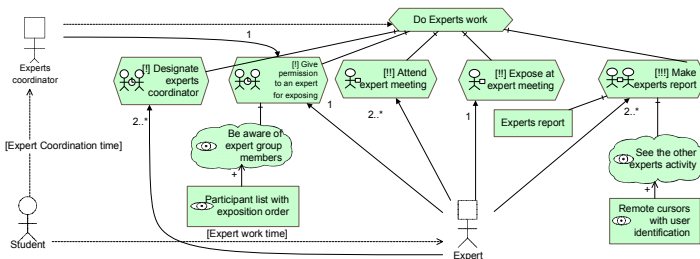 Do Experts work
1
Experts
coordinator
[!] Designate
experts
coordinator
[!] Give
permission
to an expert
for exposing
[!!] Attend
expert meeting
[!!] Expose at
expert meeting
[!!!] Make
experts report
2..*
1
2..*
1
2..*
Experts report
Be aware of
expert group
members
[Expert Coordination time]
See the other
experts activity
+
+
Participant list with
exposition order
Remote cursors
with user
identification
Student
[Expert work time]
Expert